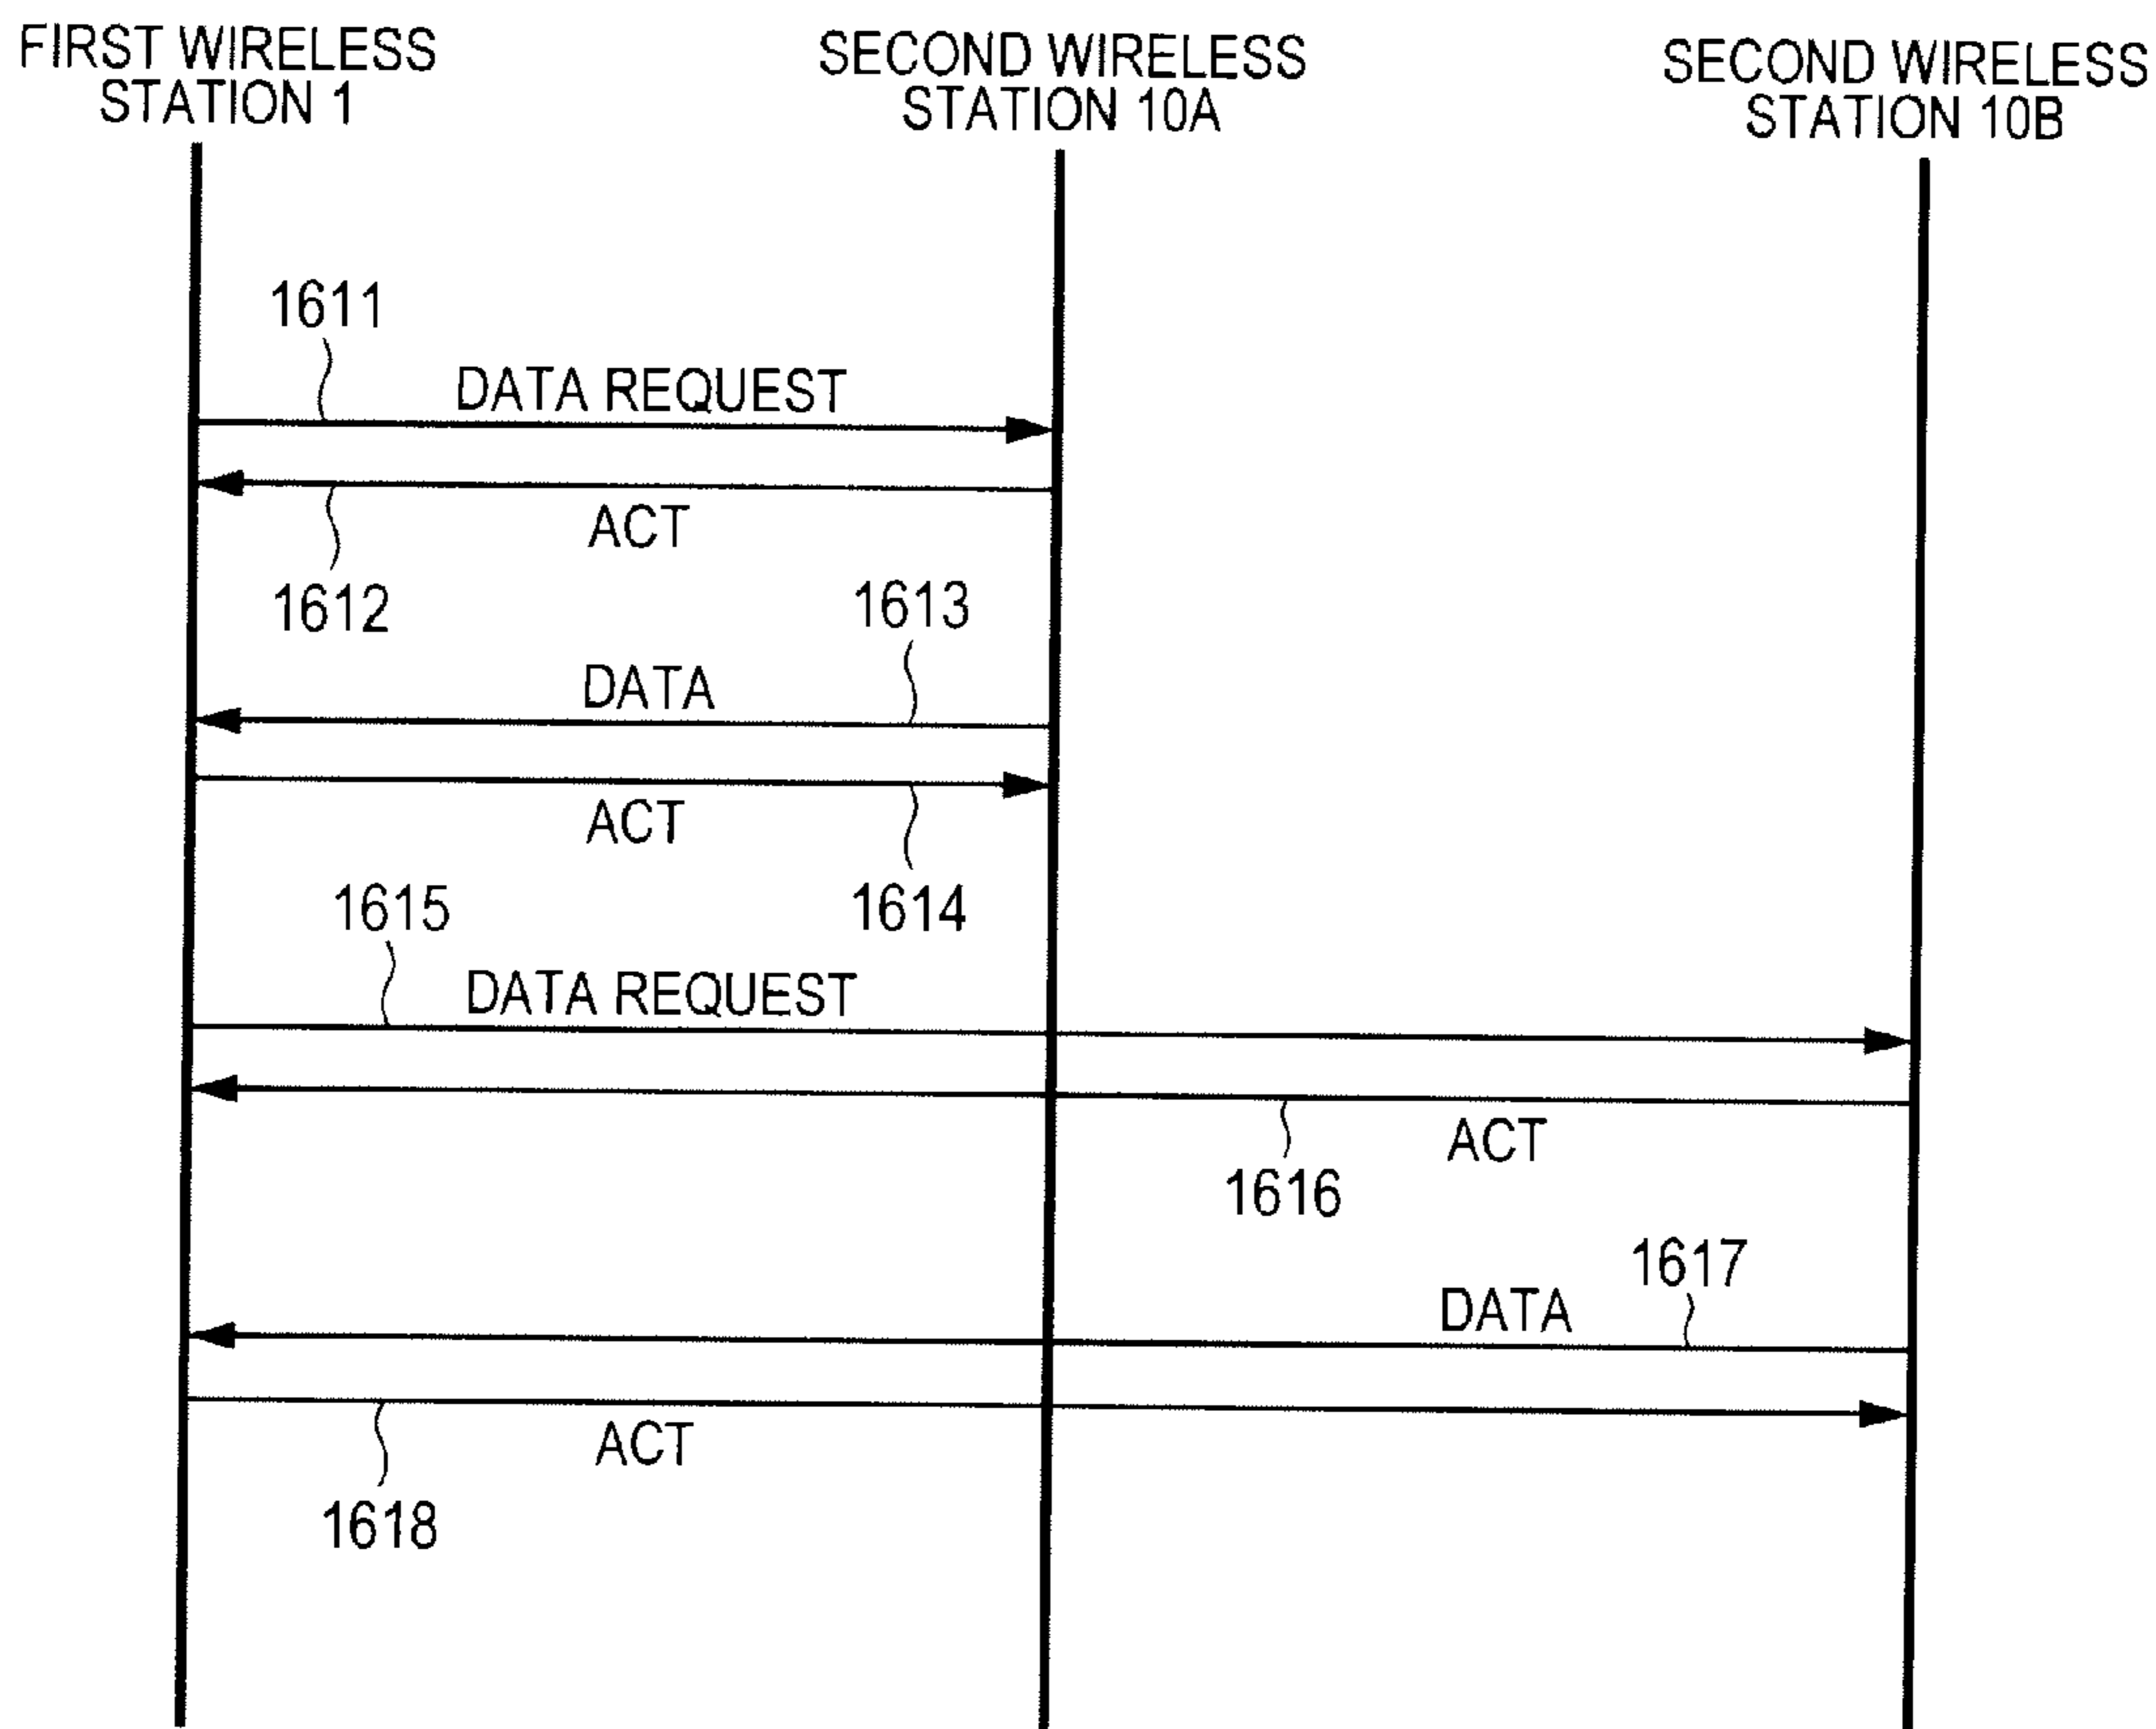 FIRST WIRELESS
STATION 1
SECOND WIRELESS
STATION 10A
SECOND WIRELESS
STATION 10B
1611
DATA REQUEST
ACT
1612
1613
DATA
ACT
1614
1615
DATA REQUEST
ACT
1616
1617
DATA
ACT
1618